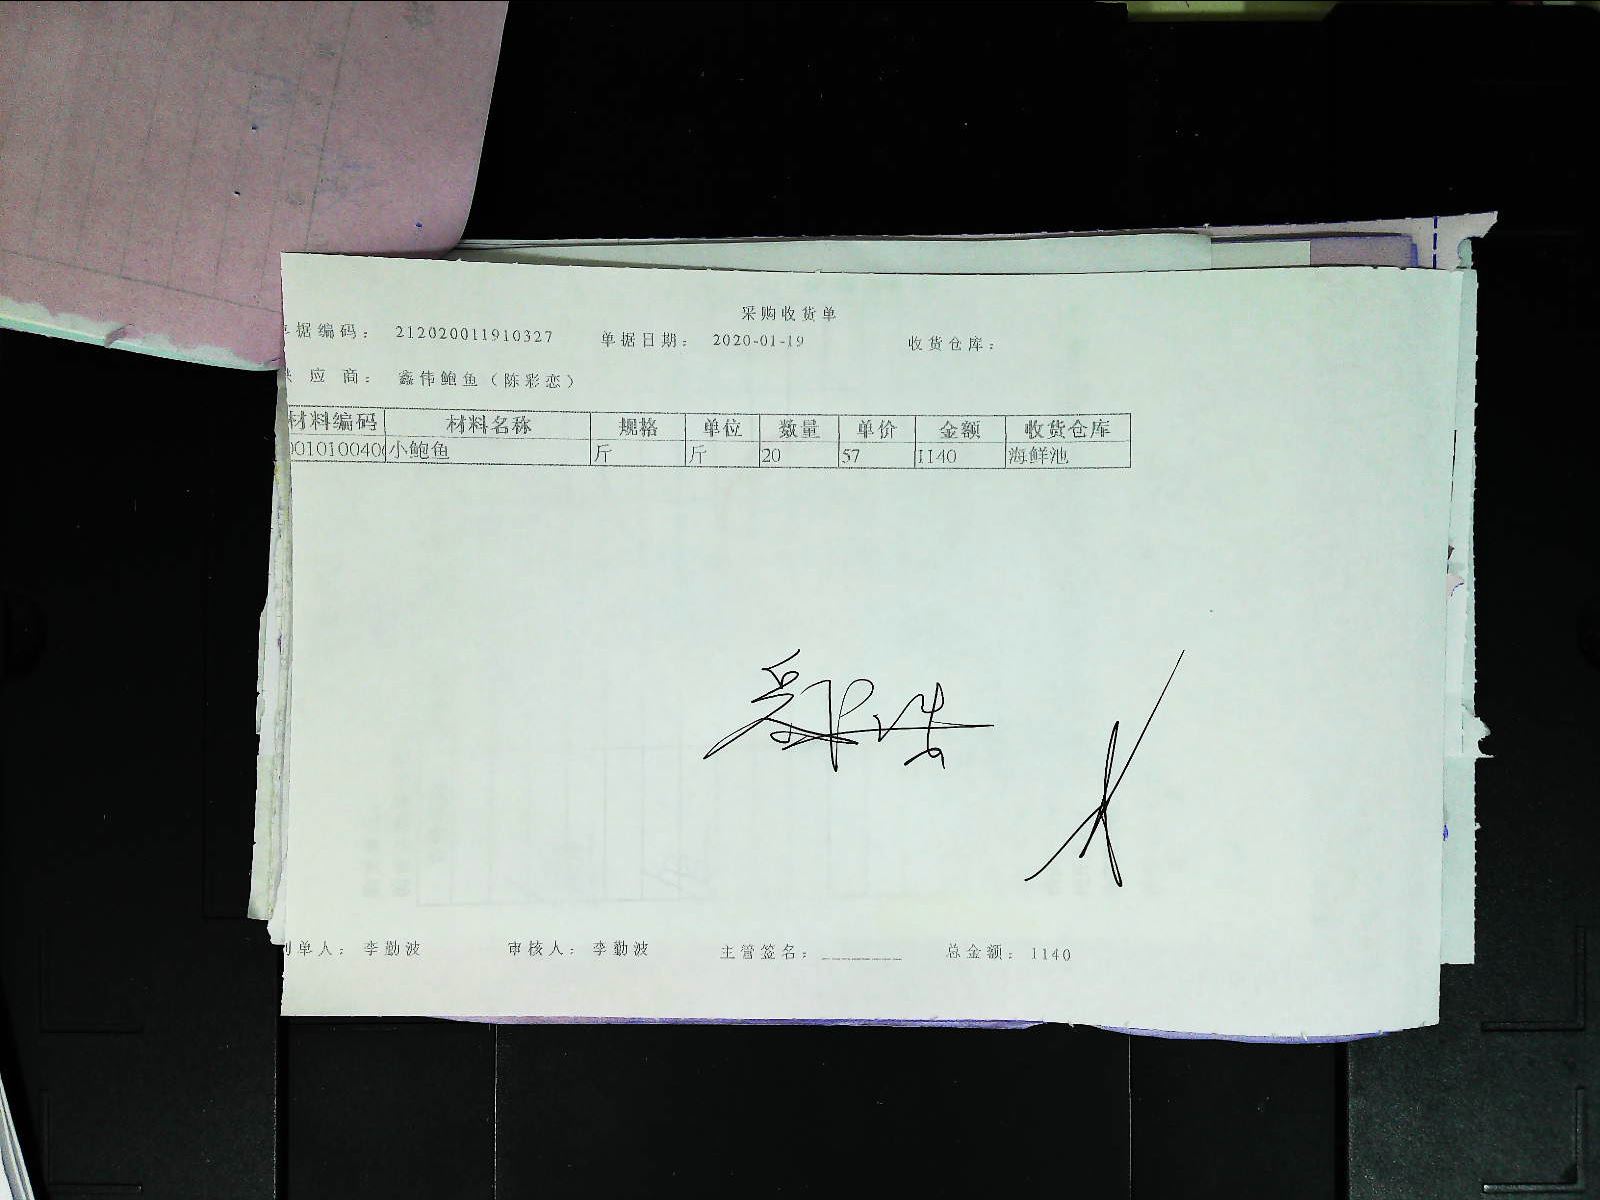 采购收货单
据编码： 212020011910327 单据日期： 2020-01-19 收货仓库：
应商： 鑫伟鲍鱼（陈彩恋）
材料编码 材料名称 规格 单位 数量 单价 金额 收货仓库
0010100400 小鲍鱼 斤 斤 20 57 1140 海鲜池
制单人： 李勤波 审核人： 李勤波 主管签名： ________ 总金额： 1140